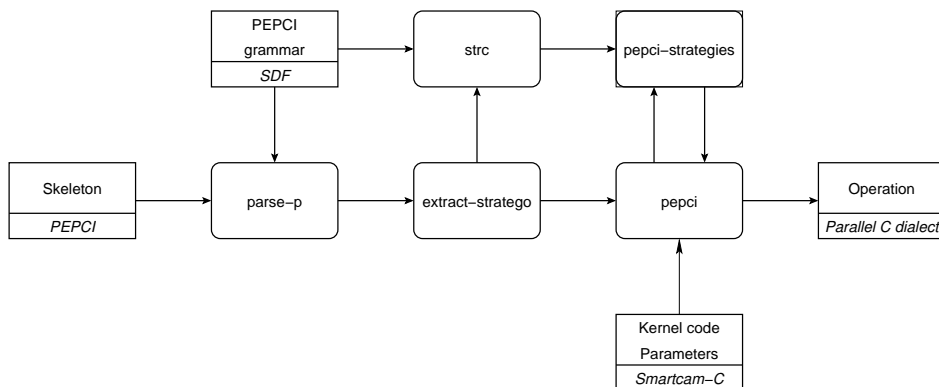 PEPCI
grammar
SDF
strc
pepci−strategies
Skeleton
PEPCI
parse−p
extract−stratego
pepci
Operation
Parallel C dialect
Kernel code
Parameters
Smartcam−C